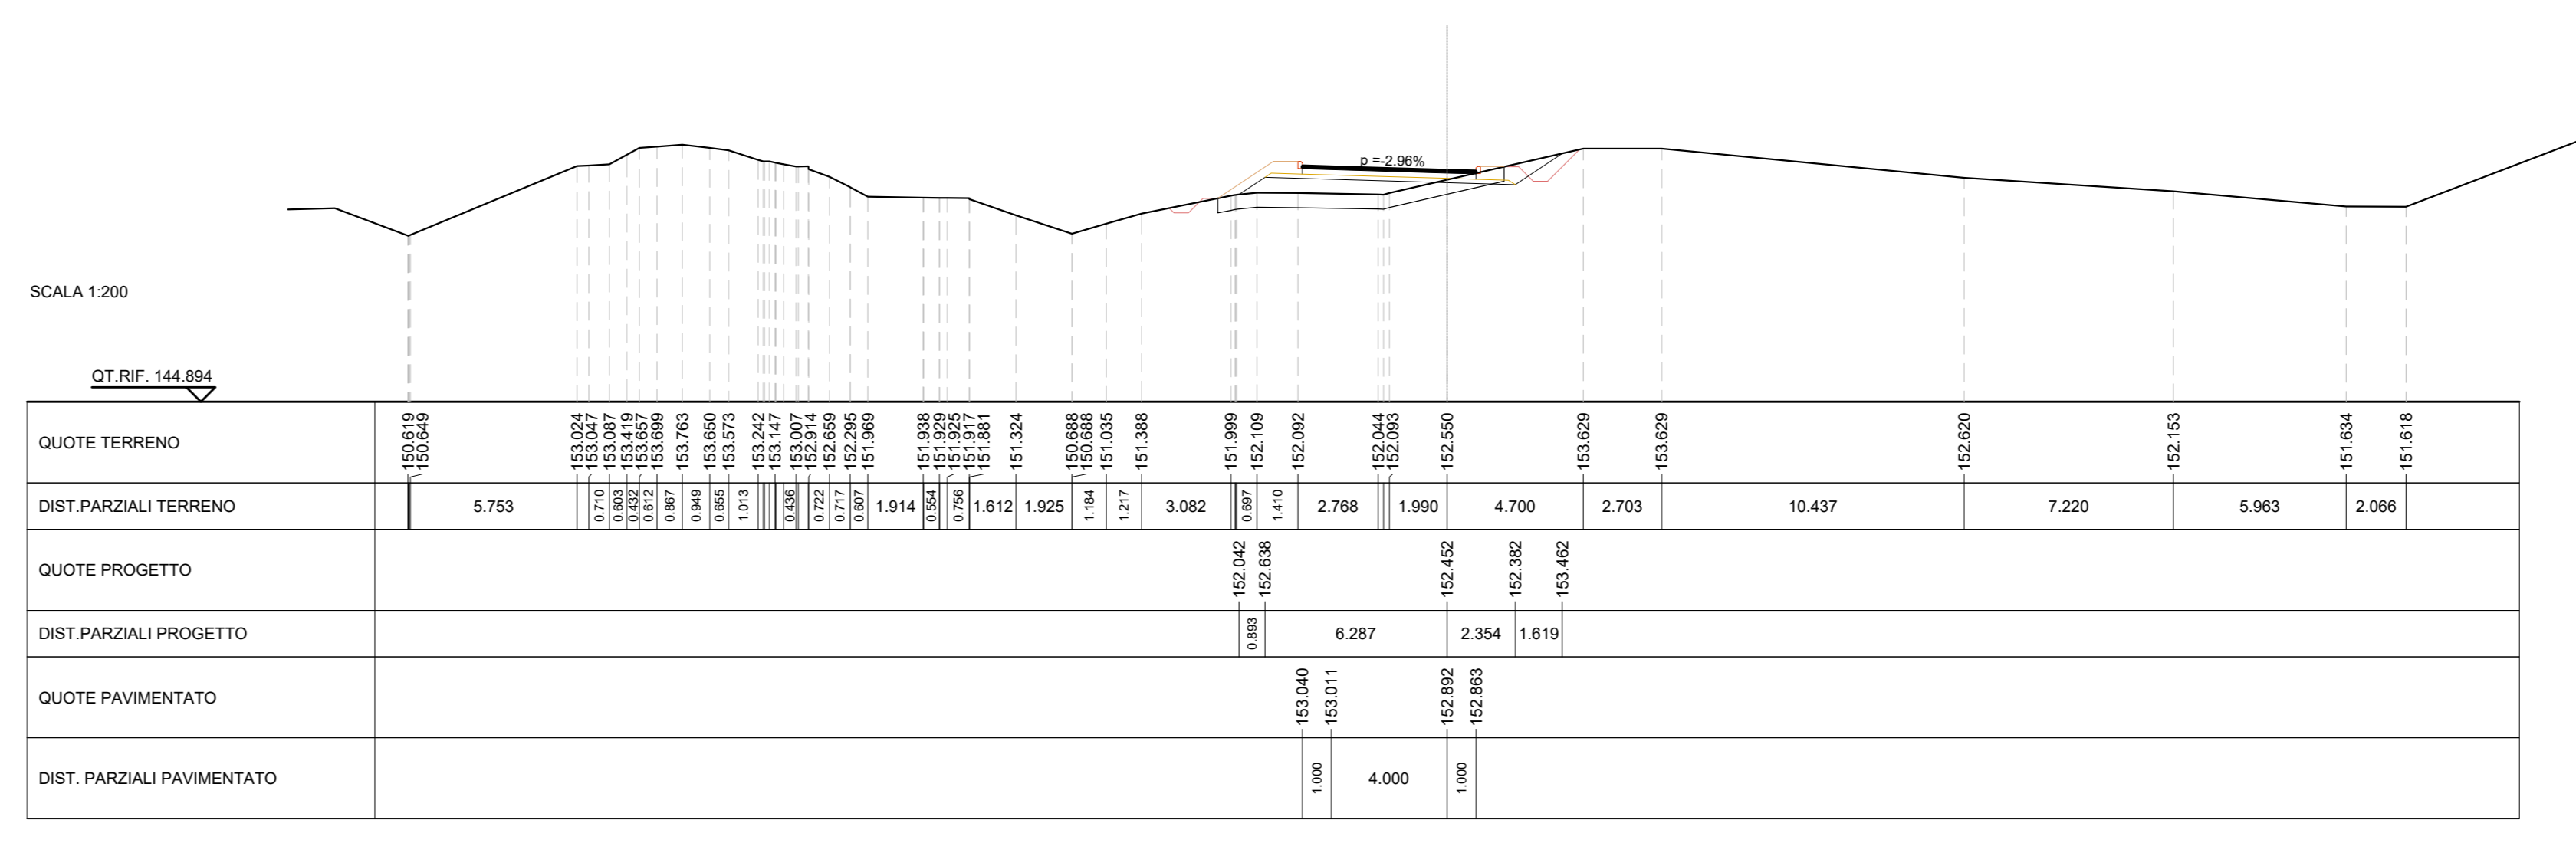 p =-2.96%
SCALA 1:200
QT.RIF. 144.894
QUOTE TERRENO
150.619 150.649 153.024 153.047 153.087 153.419 153.657 153.699 153.763 153.650 153.573 153.242 153.147 153.007 152.914 152.659 152.295 151.969 151.938 151.929 151.925 151.917 151.881 151.324 150.688 150.688 151.035 151.388 151.999 152.109 152.092 152.044 152.093 152.550 153.629 153.629 152.620 152.153 151.634 151.618
DIST.PARZIALI TERRENO
5.753 0.710 0.603 0.432 0.612 0.867 0.949 0.655 1.013 0.436 0.722 0.717 0.607 1.914 0.554 0.756 1.612 1.925 1.184 1.217 3.082 0.697 1.410 2.768 1.990 4.700 2.703 10.437 7.220 5.963 2.066
QUOTE PROGETTO
152.042 152.638 152.452 152.382 153.462
DIST.PARZIALI PROGETTO
0.893 6.287 2.354 1.619
QUOTE PAVIMENTATO
153.040 153.011 152.892 152.863
DIST. PARZIALI PAVIMENTATO
1.000 4.000 1.000